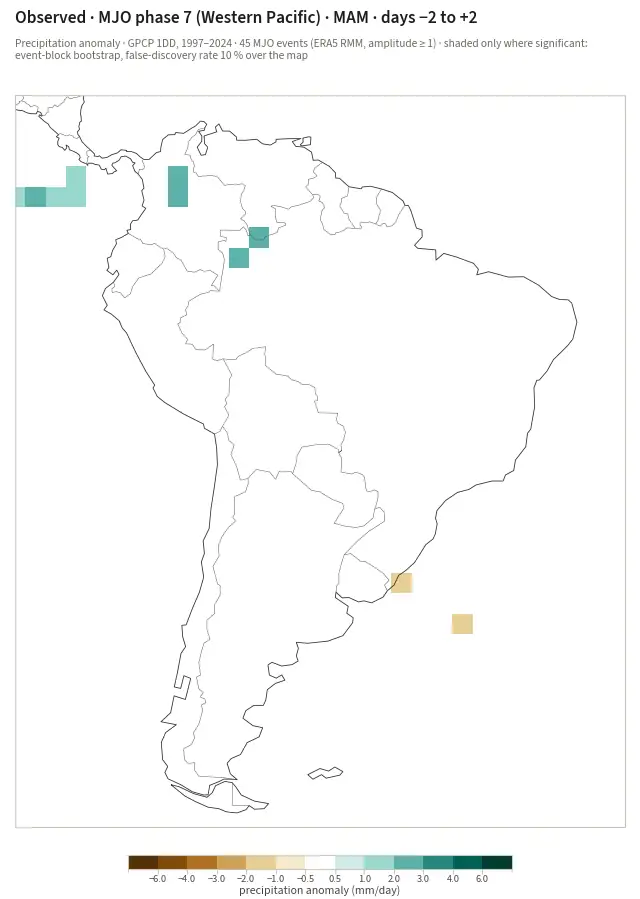 Observed · MJO phase 7 (Western Pacific) · MAM · days −2 to +2
Precipitation anomaly · GPCP 1DD, 1997–2024 · 45 MJO events (ERA5 RMM, amplitude ≥ 1) · shaded only where significant:
event-block bootstrap, false-discovery rate 10 % over the map
−6.0 −4.0 −3.0 −2.0 −1.0 −0.5 0.5 1.0 2.0 3.0 4.0 6.0
precipitation anomaly (mm/day)